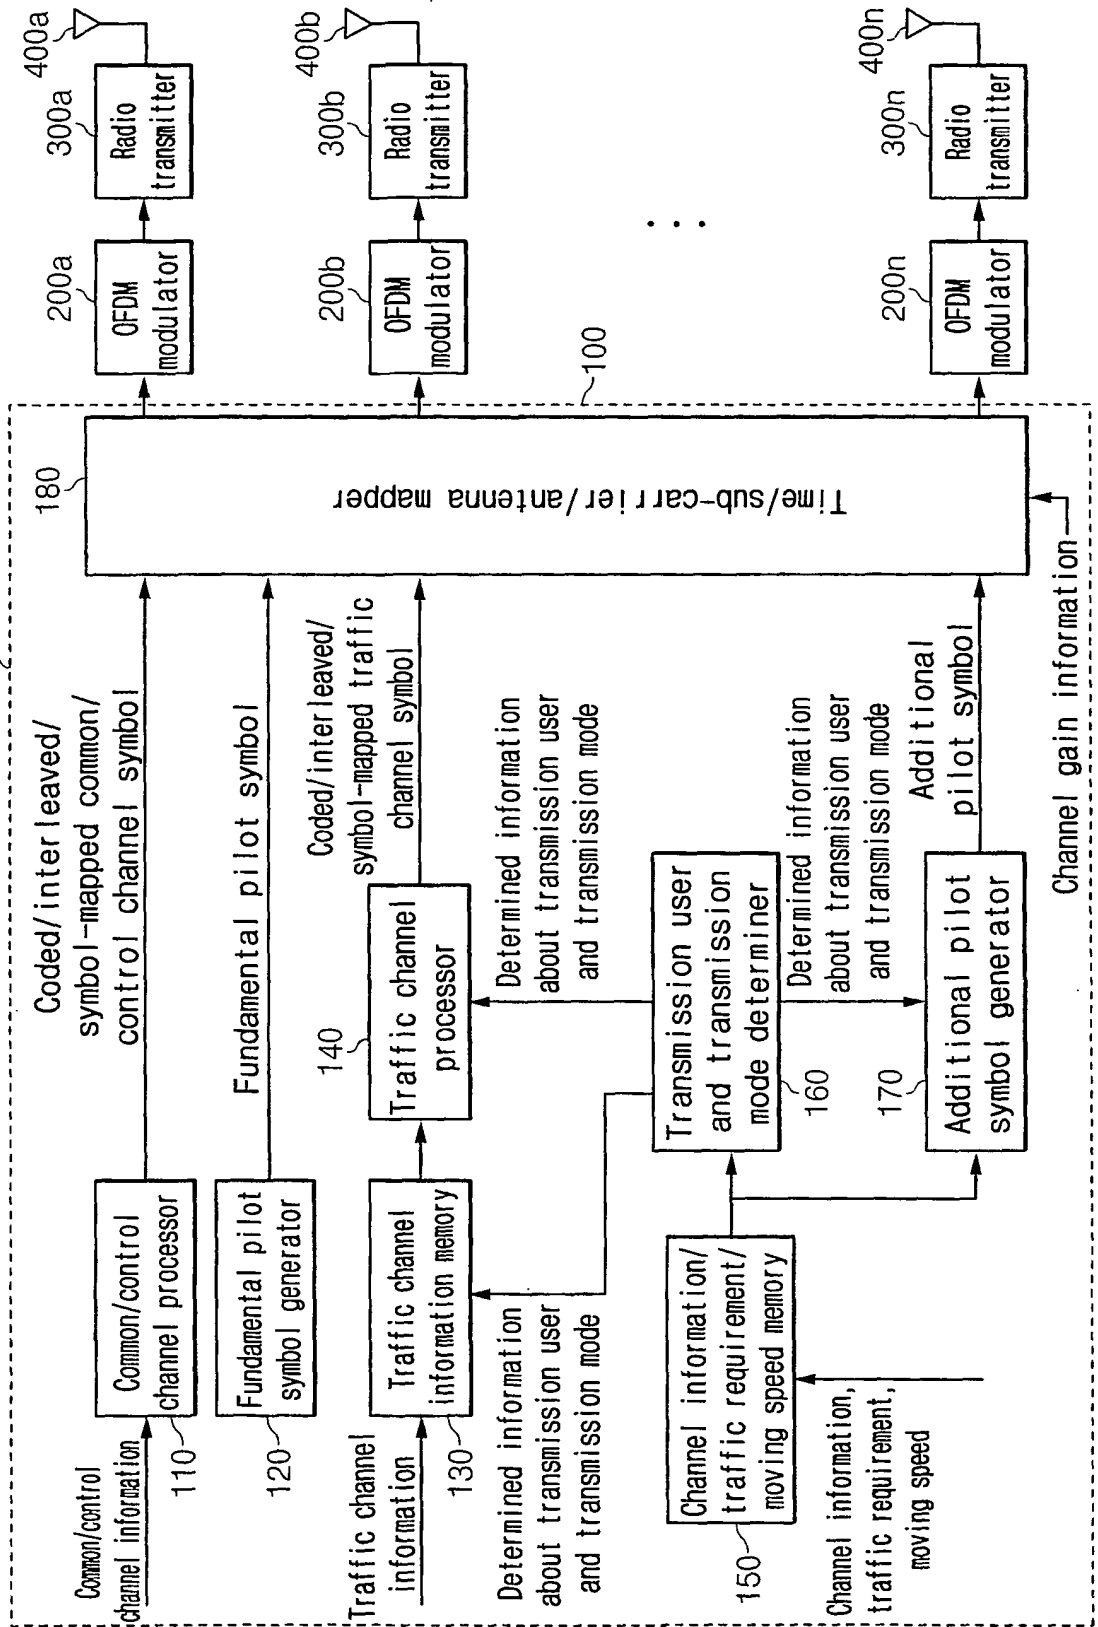 Common/control
channel information
110
Common/control
channel processor
Coded/interleaved/
symbol-mapped common/
control channel symbol
180
Time/sub-carrier/antenna mapper
200a
OFDM
modulator
300a
Radio
transmitter
400a
120
Fundamental pilot
symbol generator
Fundamental pilot symbol
Traffic channel
information
130
Traffic channel
information memory
140
Traffic channel
processor
Coded/interleaved/
symbol-mapped traffic
channel symbol
200b
OFDM
modulator
300b
Radio
transmitter
400b
Determined information
about transmission user
and transmission mode
Determined information
about transmission user
and transmission mode
100
...
150
Channel information/
traffic requirement/
moving speed memory
Transmission user
and transmission
mode determiner
160
Determined information
about transmission user
and transmission mode
Channel information,
traffic requirement,
moving speed
170
Additional pilot
symbol generator
Additional
pilot symbol
Channel gain information
200n
OFDM
modulator
300n
Radio
transmitter
400n